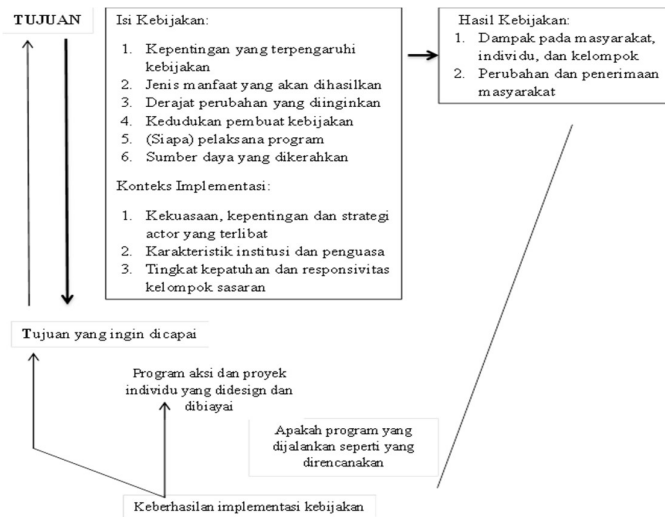 TUJUAN
Isi Kebijakan:
1. Kepentingan yang terpengaruhi
kebijakan
2. Jenis manfaat yang akan dihasilkan
3. Derajat perubahan yang diinginkan
4. Kedudukan pembuat kebijakan
5. (Siapa) pelaksana program
6. Sumber daya yang dikerahkan
Konteks Implementasi:
1. Kekuasaan, kepentingan dan strategi
actor yang terlibat
2. Karakteristik institusi dan penguasa
3. Tingkat kepatuhan dan responsivitas
kelompok sasaran
Hasil Kebijakan:
1. Dampak pada masyarakat,
individu, dan kelompok
2. Perubahan dan penerimaan
masyarakat
Tujuan yang ingin dicapai
Program aksi dan proyek
individu yang didesign dan
dibiayai
Apakah program yang
dijalankan seperti yang
direncanakan
Keberhasilan implementasi kebijakan